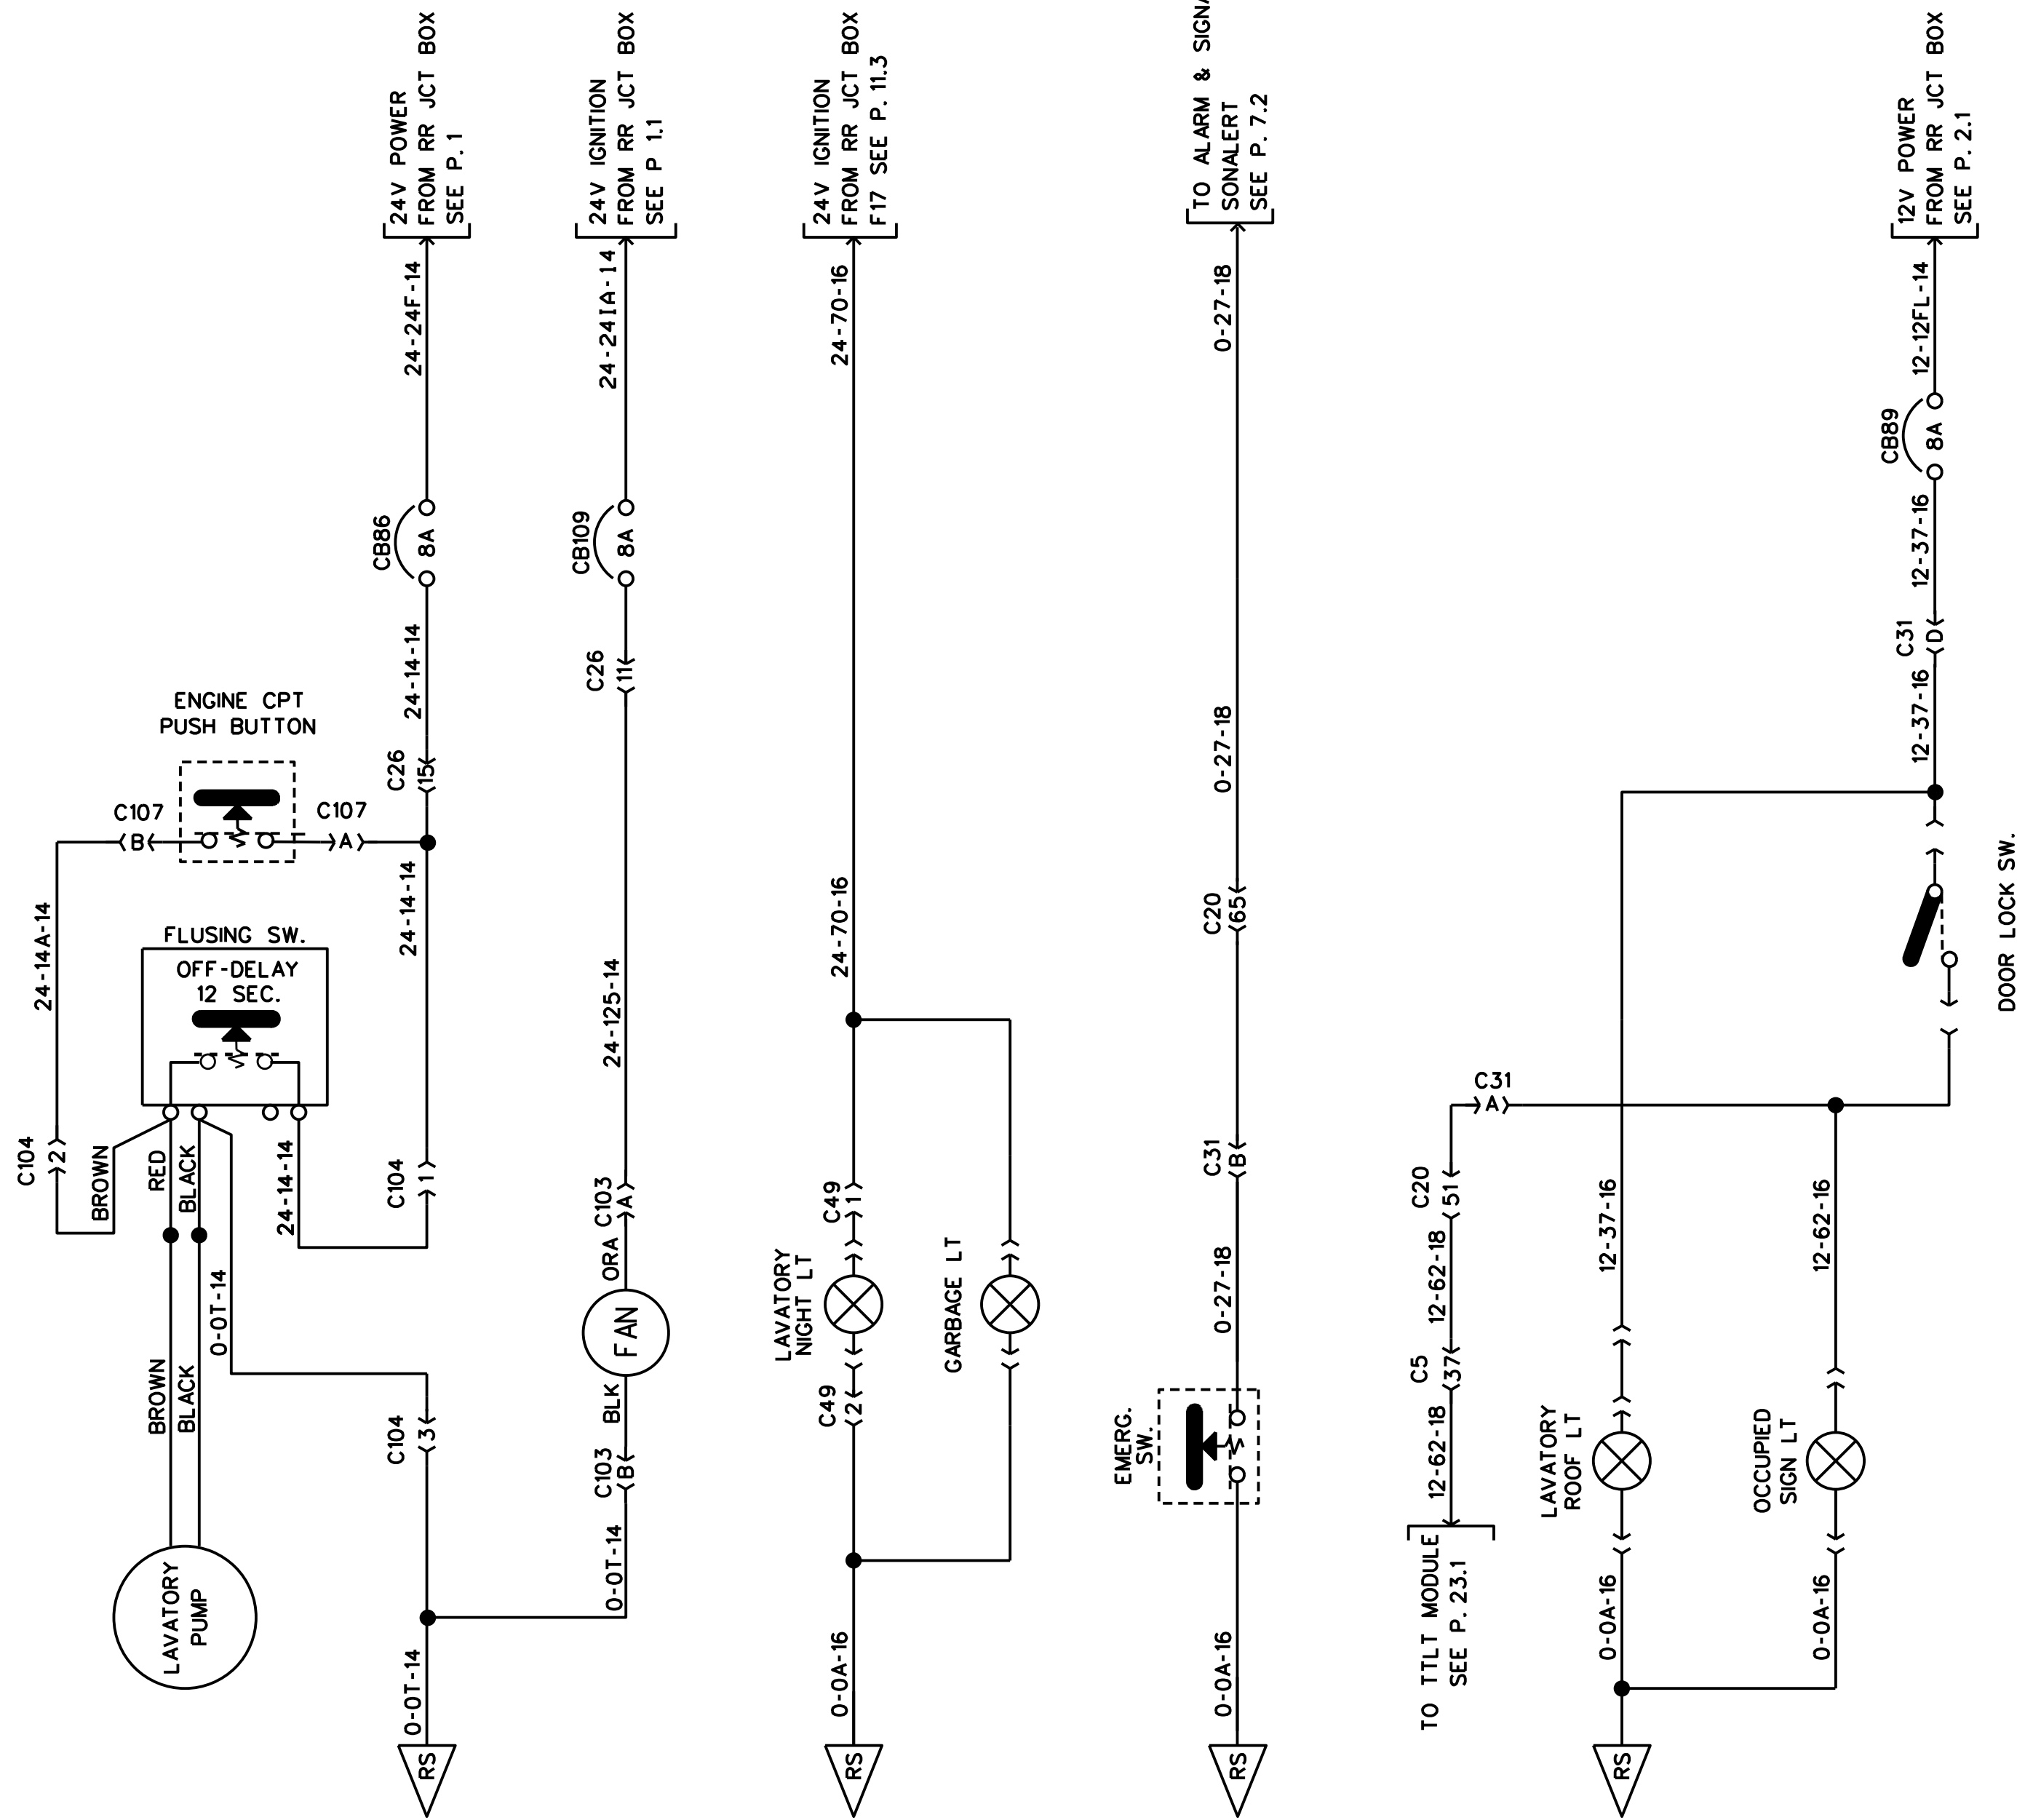 24V POWER
FROM RR JCT BOX
SEE P. 1
24V IGNITION
FROM RR JCT BOX
SEE P 1.1
24V IGNITION
FROM RR JCT BOX
F17 SEE P. 11.3
TO ALARM &
SONALERT
SEE P. 7.2
12V POWER
FROM RR JCT BOX
SEE P. 2.1
24-24F-14
24-24IA-14
24-70-16
0-27-18
12-12FL-14
CB89
8A
CB86
8A
CB109
8A
12-37-16
24-14-14
C26
11
C31
D
ENGINE CPT
PUSH BUTTON
C26
15
0-27-18
12-37-16
C107
B
C107
A
24-14A-14
24-14-14
24-70-16
C20
65
DOOR LOCK SW.
FLUSING SW.
OFF-DELAY
12 SEC.
24-125-14
C31
A
C104
2
BROWN
RED
BLACK
24-14-14
C104
1
C103
A
ORA
C49
1
C31
B
C20
51
12-37-16
12-62-16
0-0T-14
FAN
LAVATORY
NIGHT LT
GARBAGE LT
0-27-18
12-62-18
C5
37
BROWN
BLACK
C104
3
BLK
C103
B
C49
2
EMERG.
SW.
12-62-18
LAVATORY
ROOF LT
OCCUPIED
SIGN LT
LAVATORY
PUMP
0-0T-14
TO TTLT MODULE
SEE P. 23.1
0-0A-16
0-0A-16
0-0T-14
0-0A-16
0-0A-16
RS
RS
RS
RS